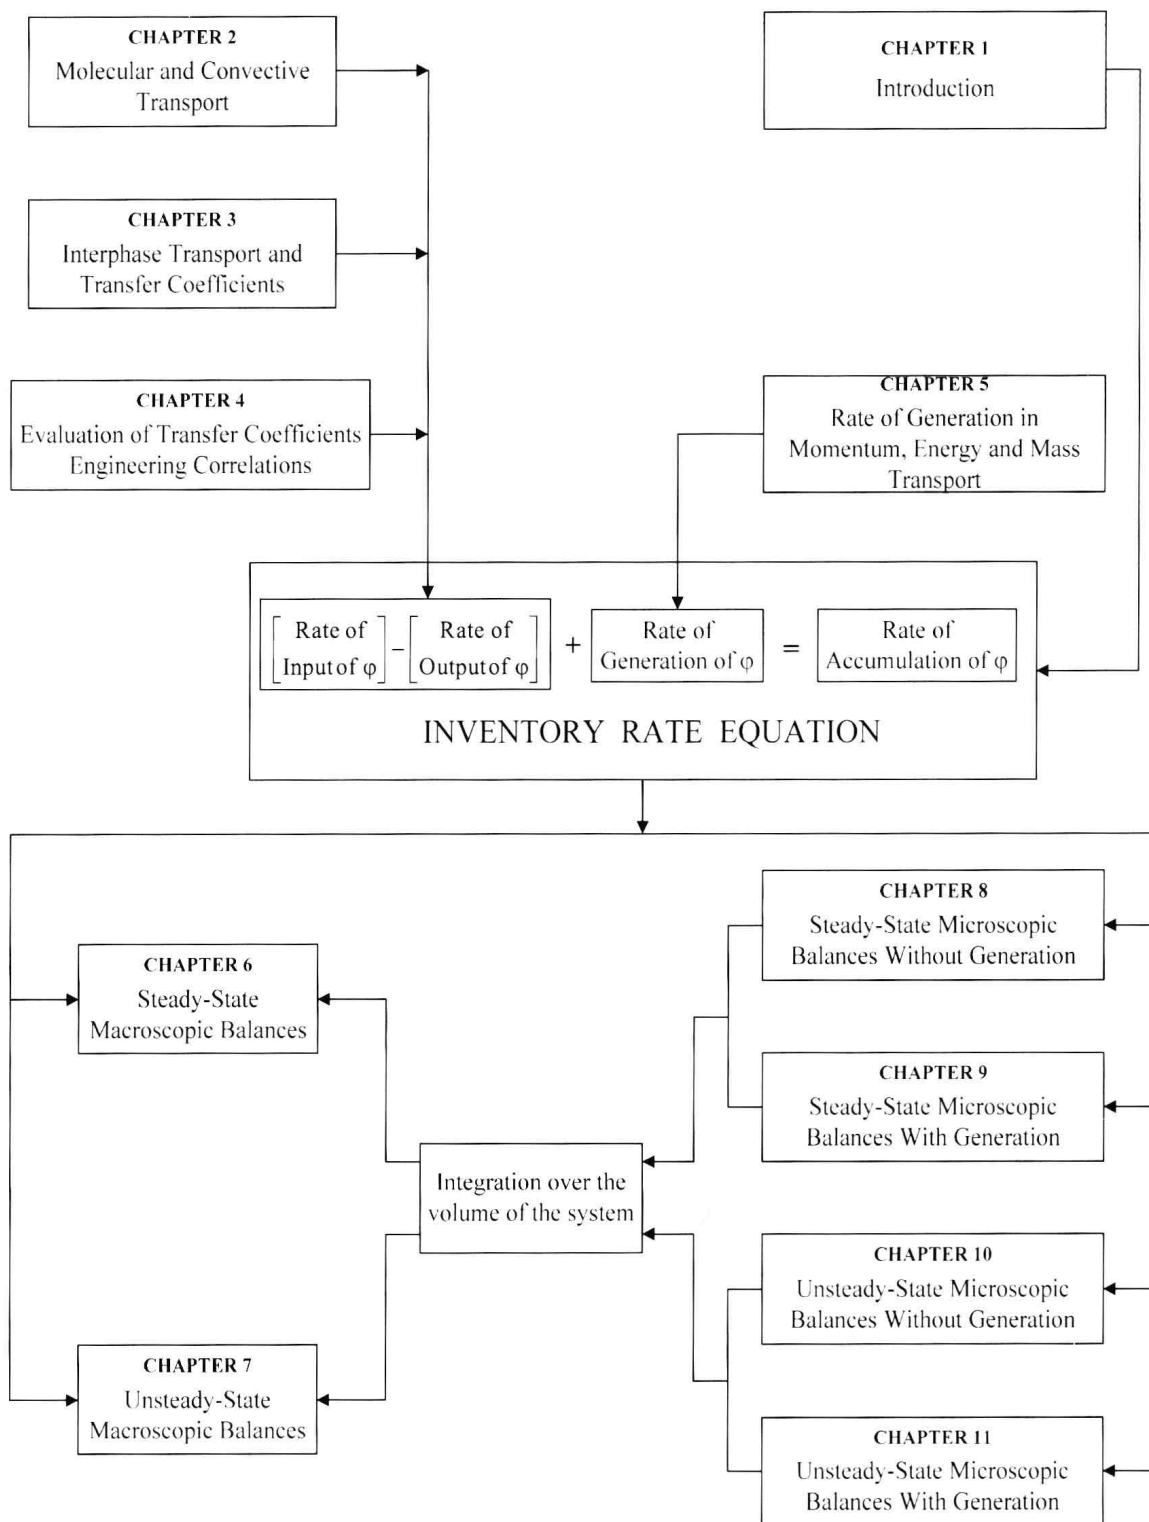 CHAPTER 2
Molecular and Convective
Transport
CHAPTER 1
Introduction
CHAPTER 3
Interphase Transport and
Transfer Coefficients
CHAPTER 4
Evaluation of Transfer Coefficients
Engineering Correlations
CHAPTER 5
Rate of Generation in
Momentum, Energy and Mass
Transport
[Rate of Input of φ] − [Rate of Output of φ] + Rate of Generation of φ = Rate of Accumulation of φ
INVENTORY RATE EQUATION
CHAPTER 6
Steady-State
Macroscopic Balances
CHAPTER 7
Unsteady-State
Macroscopic Balances
Integration over the
volume of the system
CHAPTER 8
Steady-State Microscopic
Balances Without Generation
CHAPTER 9
Steady-State Microscopic
Balances With Generation
CHAPTER 10
Unsteady-State Microscopic
Balances Without Generation
CHAPTER 11
Unsteady-State Microscopic
Balances With Generation